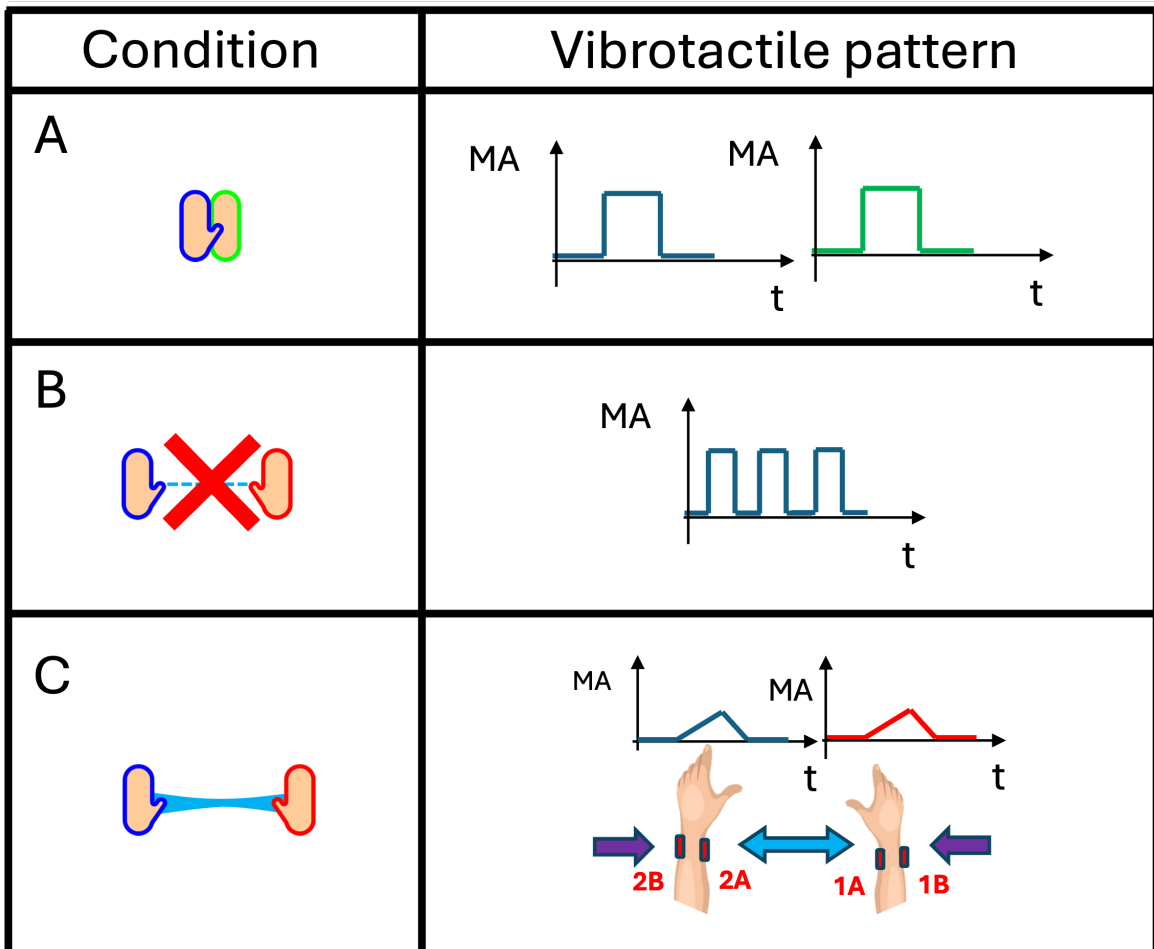 Condition
Vibrotactile pattern
A
MA
t
MA
t
B
MA
t
C
MA
t
MA
t
2B
2A
1A
1B